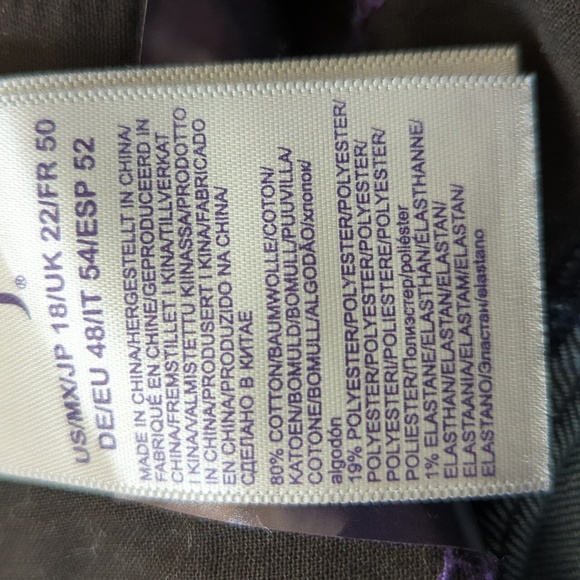 ®
US/MX/JP 18/UK 22/FR 50
DE/EU 48/IT 54/ESP 52
MADE IN CHINA/HERGESTELLT IN CHINA/
FABRIQUÉ EN CHINE/GEPRODUCEERD IN
CHINA/FREMSTILLET I KINA/TILLVERKAT
I KINA/VALMISTETTU KIINASSA/PRODOTTO
IN CHINA/PRODUSERT I KINA/FABRICADO
EN CHINA/PRODUZIDO NA CHINA/
СДЕЛАНО В КИТАЕ
80% COTTON/BAUMWOLLE/COTON/
KATOEN/BOMULD/BOMULL/PUUVILLA/
COTONE/BOMULL/ALGODÃO/хлопок/
algodón
19% POLYESTER/POLYESTER/POLYESTER/
POLYESTER/POLYESTER/POLYESTER/
POLYESTERI/POLIESTERE/POLYESTER/
POLIESTER/Полиэстер/poliéster
1% ELASTANE/ELASTHAN/ÉLASTHANNE/
ELASTHAN/ELASTAN/ELASTAN/
ELASTAANIA/ELASTAM/ELASTAN/
ELASTANO/Эластан/elastano